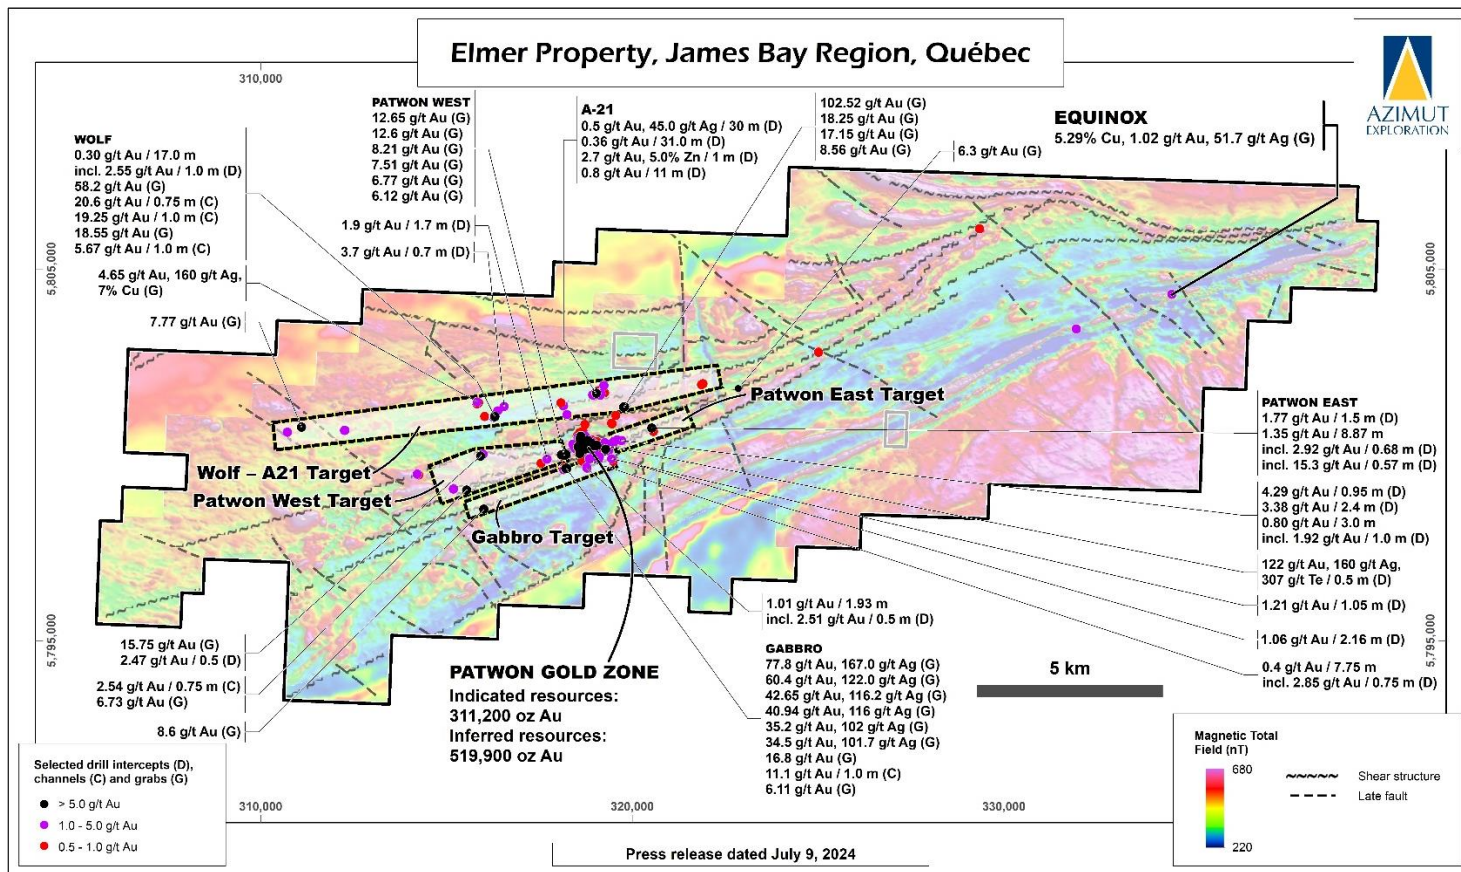 Elmer Property, James Bay Region, Québec
AZIMUT
EXPLORATION
310,000
WOLF
0.30 g/t Au / 17.0 m
incl. 2.55 g/t Au / 1.0 m (D)
58.2 g/t Au (G)
20.6 g/t Au / 0.75 m (C)
19.25 g/t Au / 1.0 m (C)
18.55 g/t Au (G)
5.67 g/t Au / 1.0 m (C)
4.65 g/t Au, 160 g/t Ag,
7% Cu (G)
7.77 g/t Au (G)
PATWON WEST
12.65 g/t Au (G)
12.6 g/t Au (G)
8.21 g/t Au (G)
7.51 g/t Au (G)
6.77 g/t Au (G)
6.12 g/t Au (G)
1.9 g/t Au / 1.7 m (D)
3.7 g/t Au / 0.7 m (D)
A-21
0.5 g/t Au, 45.0 g/t Ag / 30 m (D)
0.36 g/t Au / 31.0 m (D)
2.7 g/t Au, 5.0% Zn / 1 m (D)
0.8 g/t Au / 11 m (D)
102.52 g/t Au (G)
18.25 g/t Au (G)
17.15 g/t Au (G)
8.56 g/t Au (G)
6.3 g/t Au (G)
EQUINOX
5.29% Cu, 1.02 g/t Au, 51.7 g/t Ag (G)
5,805,000
5,805,000
Patwon East Target
Wolf – A21 Target
Patwon West Target
Gabbro Target
PATWON EAST
1.77 g/t Au / 1.5 m (D)
1.35 g/t Au / 8.87 m
incl. 2.92 g/t Au / 0.68 m (D)
incl. 15.3 g/t Au / 0.57 m (D)
4.29 g/t Au / 0.95 m (D)
3.38 g/t Au / 2.4 m (D)
0.80 g/t Au / 3.0 m
incl. 1.92 g/t Au / 1.0 m (D)
122 g/t Au, 160 g/t Ag,
307 g/t Te / 0.5 m (D)
1.21 g/t Au / 1.05 m (D)
1.06 g/t Au / 2.16 m (D)
0.4 g/t Au / 7.75 m
incl. 2.85 g/t Au / 0.75 m (D)
5,795,000
5,795,000
15.75 g/t Au (G)
2.47 g/t Au / 0.5 (D)
2.54 g/t Au / 0.75 m (C)
6.73 g/t Au (G)
8.6 g/t Au (G)
PATWON GOLD ZONE
Indicated resources:
311,200 oz Au
Inferred resources:
519,900 oz Au
1.01 g/t Au / 1.93 m
incl. 2.51 g/t Au / 0.5 m (D)
GABBRO
77.8 g/t Au, 167.0 g/t Ag (G)
60.4 g/t Au, 122.0 g/t Ag (G)
42.65 g/t Au, 116.2 g/t Ag (G)
40.94 g/t Au, 116 g/t Ag (G)
35.2 g/t Au, 102 g/t Ag (G)
34.5 g/t Au, 101.7 g/t Ag (G)
16.8 g/t Au (G)
11.1 g/t Au / 1.0 m (C)
6.11 g/t Au (G)
5 km
Selected drill intercepts (D),
channels (C) and grabs (G)
> 5.0 g/t Au
1.0 - 5.0 g/t Au
0.5 - 1.0 g/t Au
310,000
320,000
330,000
Magnetic Total
Field (nT)
680
220
Shear structure
Late fault
Press release dated July 9, 2024